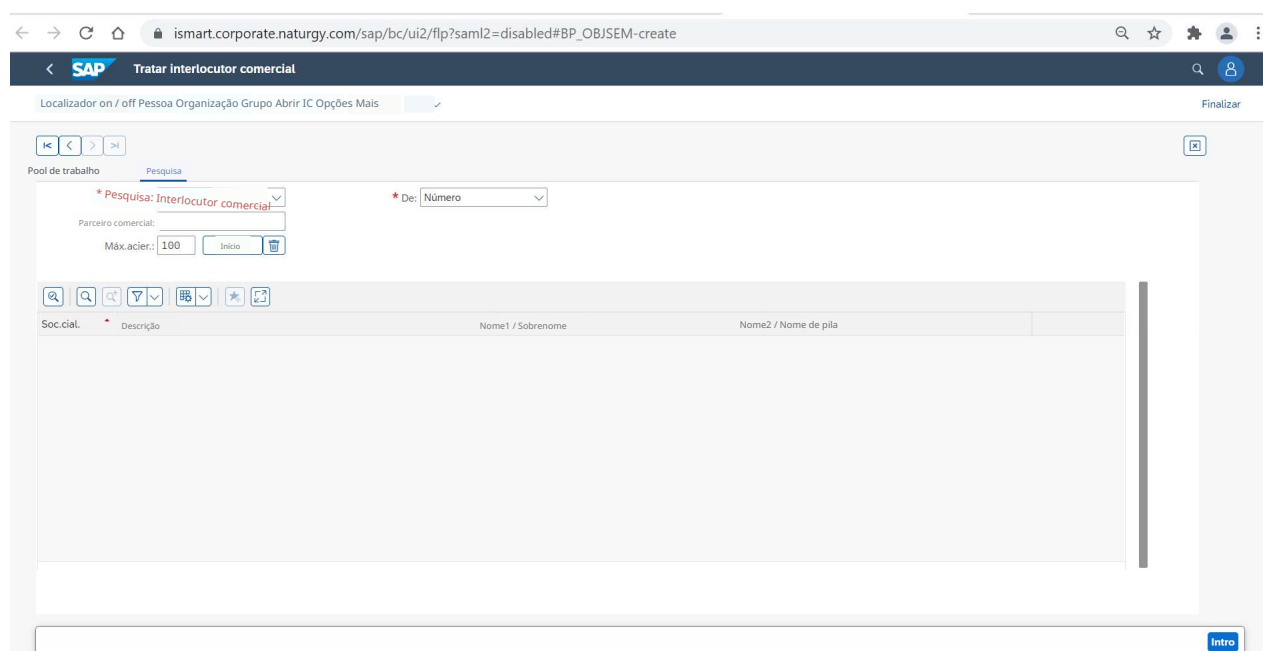 ismart.corporate.naturgy.com/sap/bc/ui2/flp?saml2=disabled#BP_OBJSEM-create
SAP Tratar interlocutor comercial
Localizador on / off Pessoa Organização Grupo Abrir IC Opções Mais
Finalizar
Pool de trabalho Pesquisa
* Pesquisa: Interlocutor comercial
* De: Número
Parceiro comercial:
Máx.acier.: 100 Início
Soc.cial. Descrição Nome1 / Sobrenome Nome2 / Nome de pila
Intro